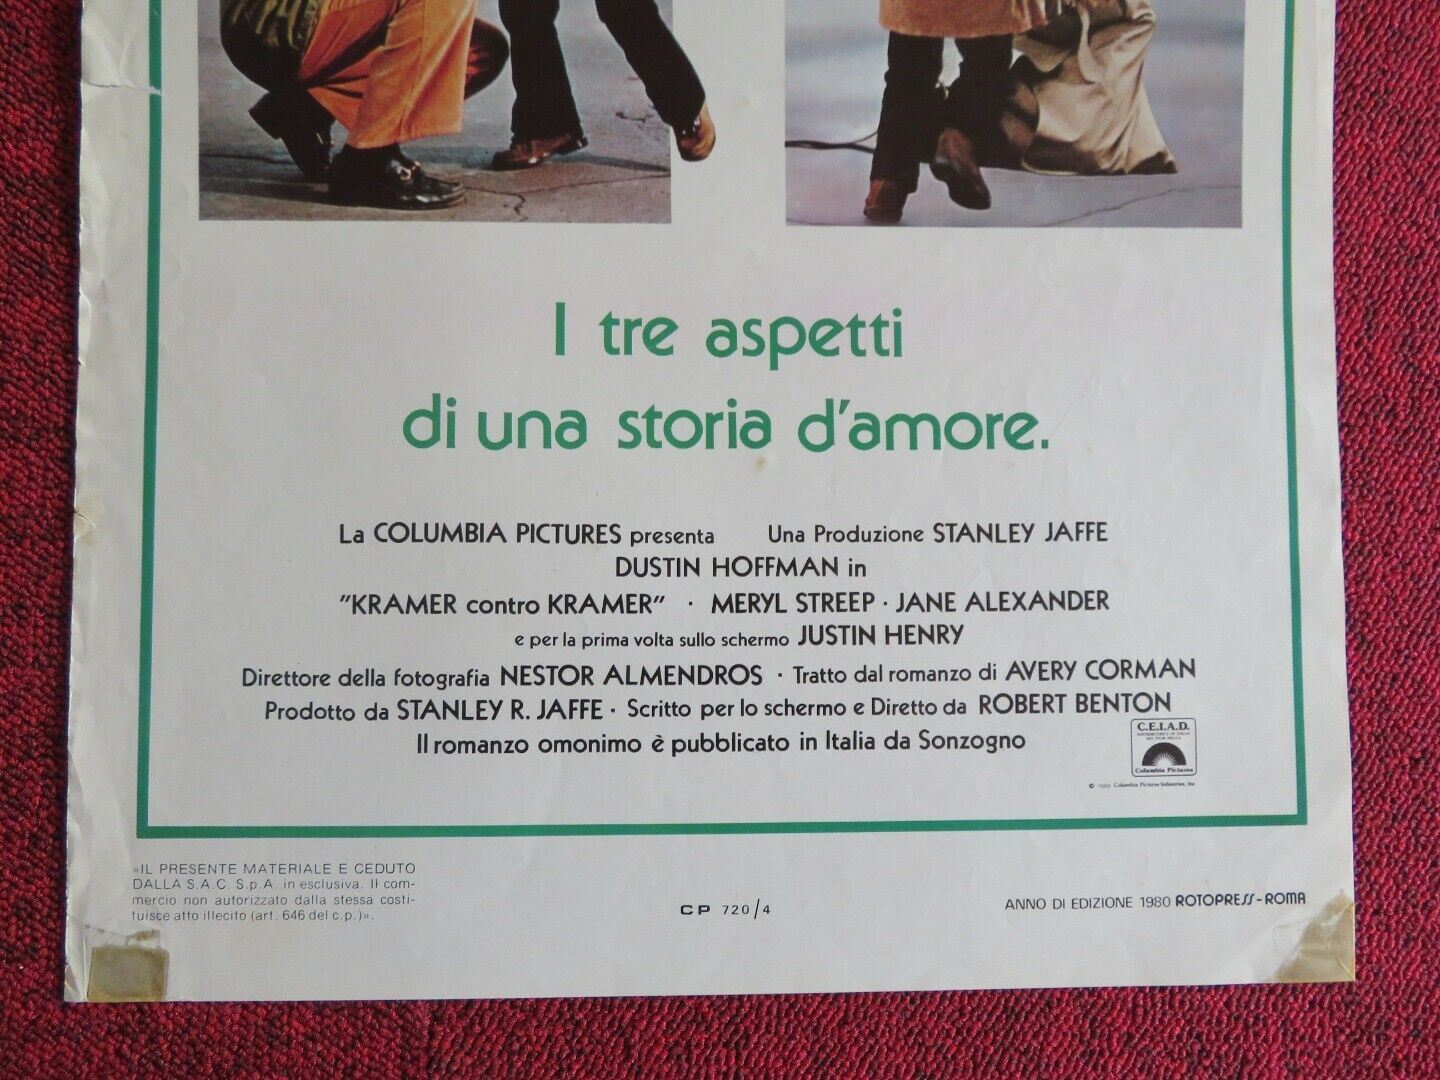 I tre aspetti
di una storia d'amore.
La COLUMBIA PICTURES presenta Una Produzione STANLEY JAFFE
DUSTIN HOFFMAN in
"KRAMER contro KRAMER" · MERYL STREEP · JANE ALEXANDER
e per la prima volta sullo schermo JUSTIN HENRY
Direttore della fotografia NESTOR ALMENDROS · Tratto dal romanzo di AVERY CORMAN
Prodotto da STANLEY R. JAFFE · Scritto per lo schermo e Diretto da ROBERT BENTON
Il romanzo omonimo è pubblicato in Italia da Sonzogno
C.E.I.A.D.
Columbia Pictures
© 1980 Columbia Pictures Industries, Inc.
«IL PRESENTE MATERIALE E CEDUTO
DALLA S.A.C. S.p.A. in esclusiva. Il com-
mercio non autorizzato dalla stessa costi-
tuisce atto illecito (art. 646 del c.p.)».
CP 720/4
ANNO DI EDIZIONE 1980 ROTOPRESS-ROMA